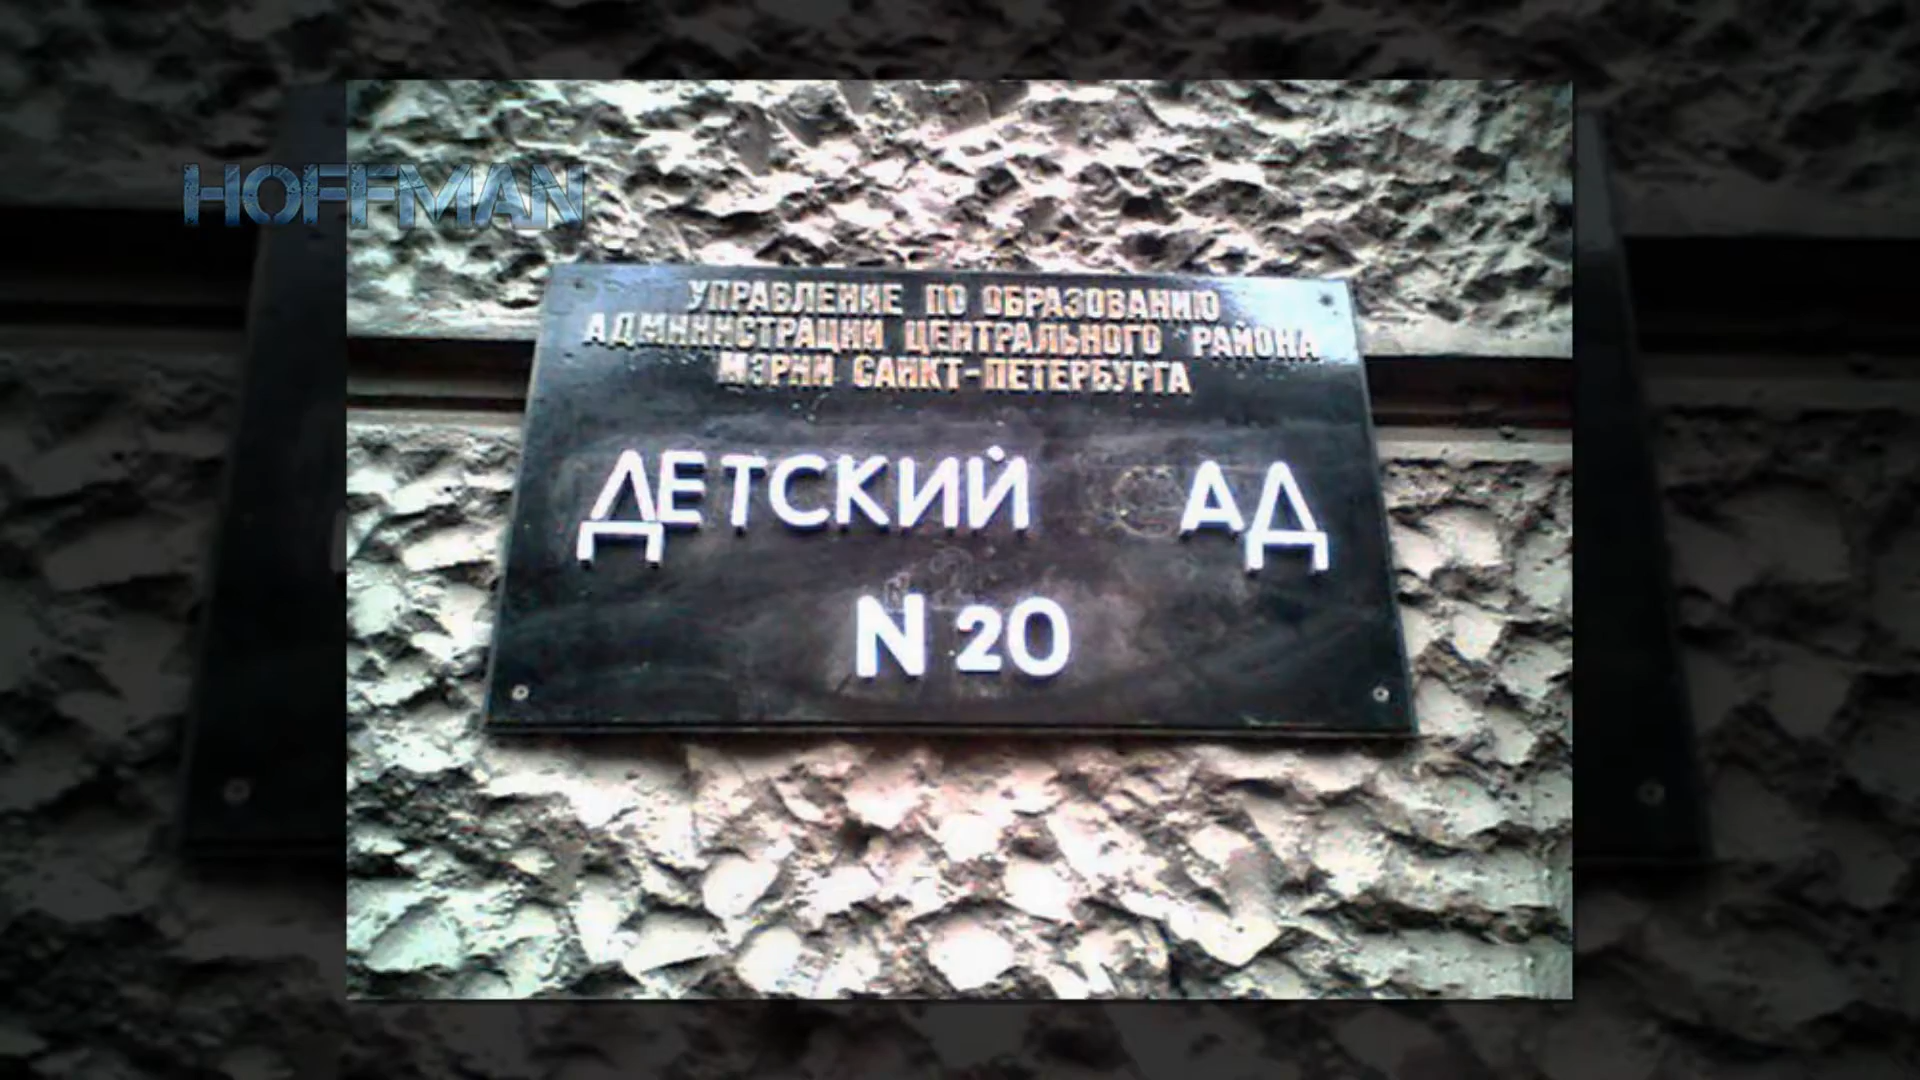 HOFFMAN
УПРАВЛЕНИЕ ПО ОБРАЗОВАНИЮ
АДМИНИСТРАЦИИ ЦЕНТРАЛЬНОГО РАЙОНА
МЭРИИ САНКТ-ПЕТЕРБУРГА
ДЕТСКИЙ АД
N 20